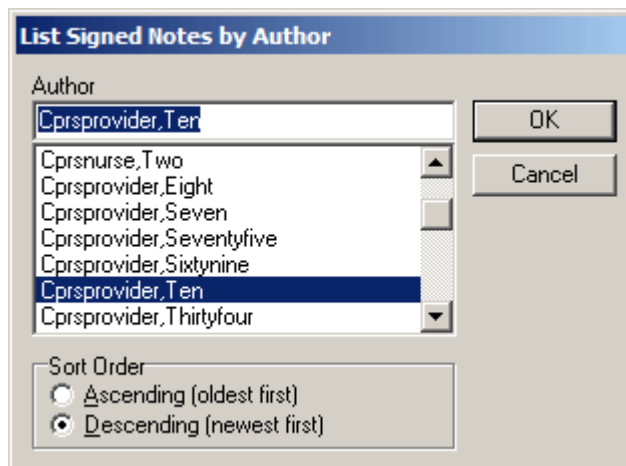 List Signed Notes by Author
Author
Cprsprovider,Ten
OK
Cprsnurse,Two
Cprsprovider,Eight
Cprsprovider,Seven
Cprsprovider,Seventyfive
Cprsprovider,Sixtynine
Cprsprovider,Ten
Cprsprovider,Thirtyfour
Cancel
Sort Order
Ascending (oldest first)
Descending (newest first)